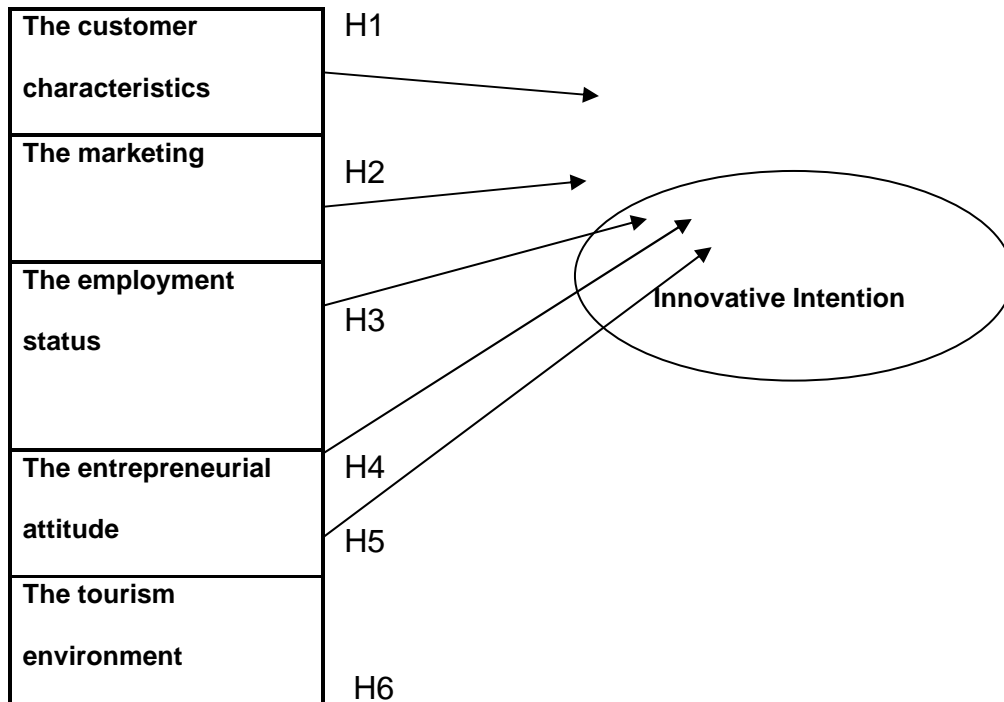 The customer
characteristics
H1
The marketing
H2
The employment
status
H3
Innovative Intention
The entrepreneurial
attitude
H4
H5
The tourism
environment
H6